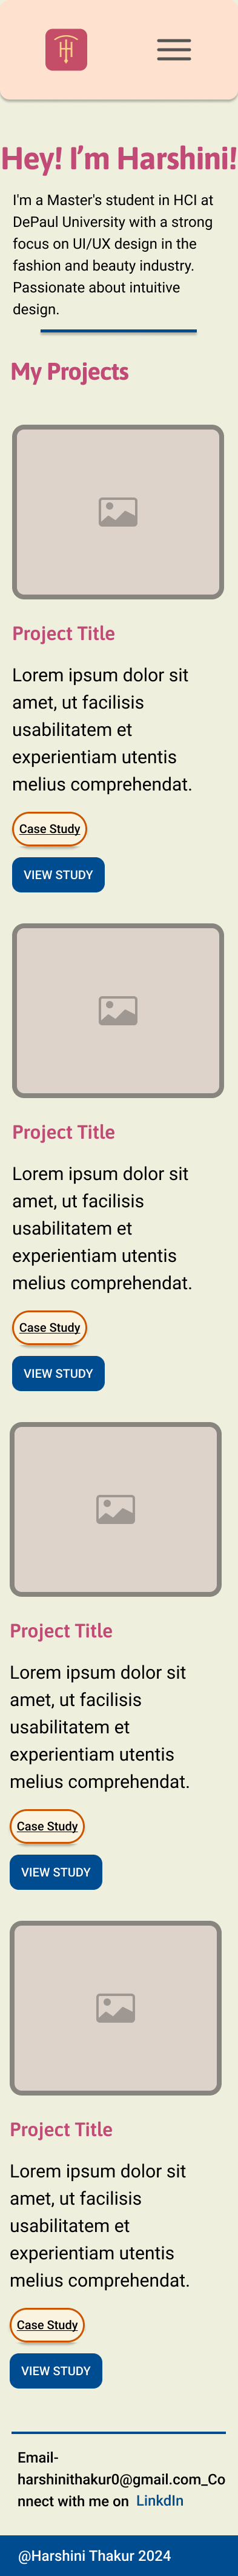 Hey! I'm Harshini!
I'm a Master's student in HCI at
DePaul University with a strong
focus on UI/UX design in the
fashion and beauty industry.
Passionate about intuitive
design.
My Projects
Project Title
Lorem ipsum dolor sit
amet, ut facilisis
usabilitatem et
experientiam utentis
melius comprehendat.
Case Study
VIEW STUDY
Project Title
Lorem ipsum dolor sit
amet, ut facilisis
usabilitatem et
experientiam utentis
melius comprehendat.
Case Study
VIEW STUDY
Project Title
Lorem ipsum dolor sit
amet, ut facilisis
usabilitatem et
experientiam utentis
melius comprehendat.
Case Study
VIEW STUDY
Project Title
Lorem ipsum dolor sit
amet, ut facilisis
usabilitatem et
experientiam utentis
melius comprehendat.
Case Study
VIEW STUDY
Email-
harshinithakur0@gmail.com_Co
nnect with me on LinkdIn
@Harshini Thakur 2024